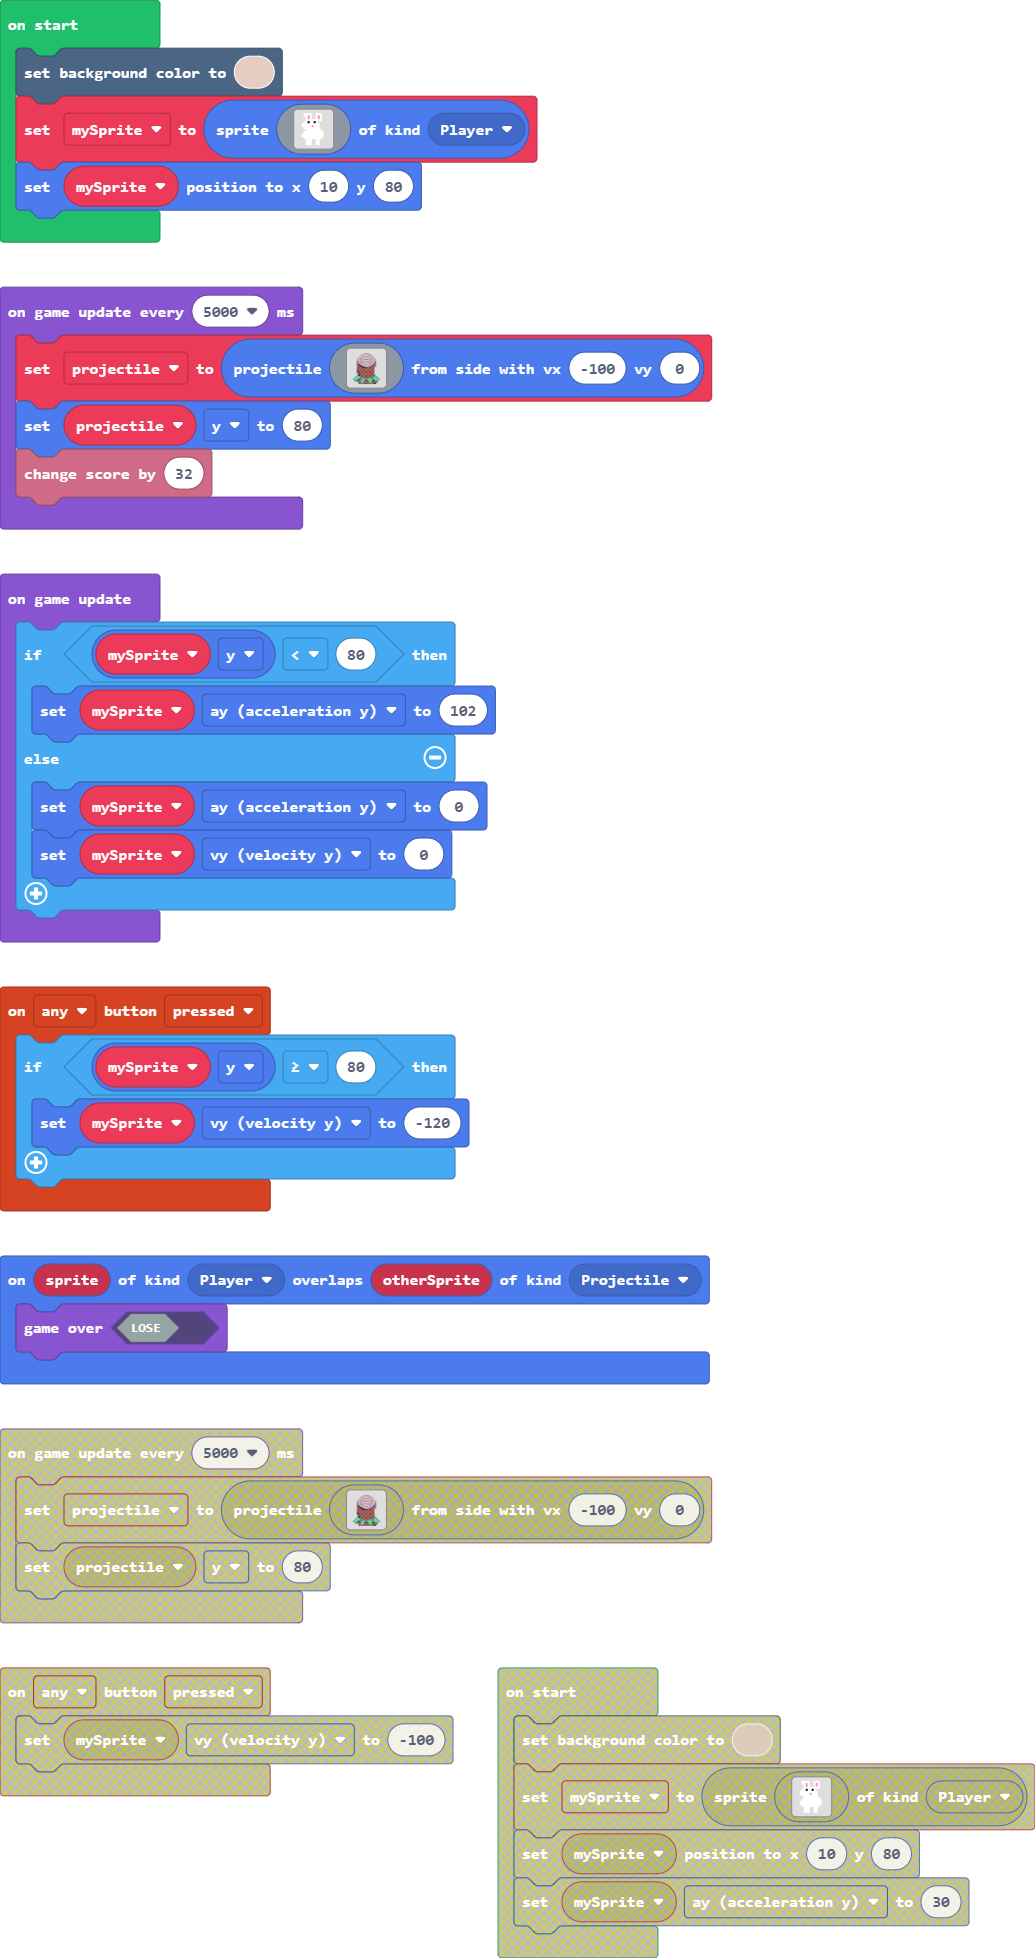 on start
set background color to
set mySprite to sprite of kind Player
set mySprite position to x 10 y 80
on game update every 5000 ms
set projectile to projectile from side with vx -100 vy 0
set projectile y to 80
change score by 32
on game update
if mySprite y < 80 then
set mySprite ay (acceleration y) to 102
else
set mySprite ay (acceleration y) to 0
set mySprite vy (velocity y) to 0
on any button pressed
if mySprite y ≥ 80 then
set mySprite vy (velocity y) to -120
on sprite of kind Player overlaps otherSprite of kind Projectile
game over LOSE
on game update every 5000 ms
set projectile to projectile from side with vx -100 vy 0
set projectile y to 80
on any button pressed
set mySprite vy (velocity y) to -100
on start
set background color to
set mySprite to sprite of kind Player
set mySprite position to x 10 y 80
set mySprite ay (acceleration y) to 30